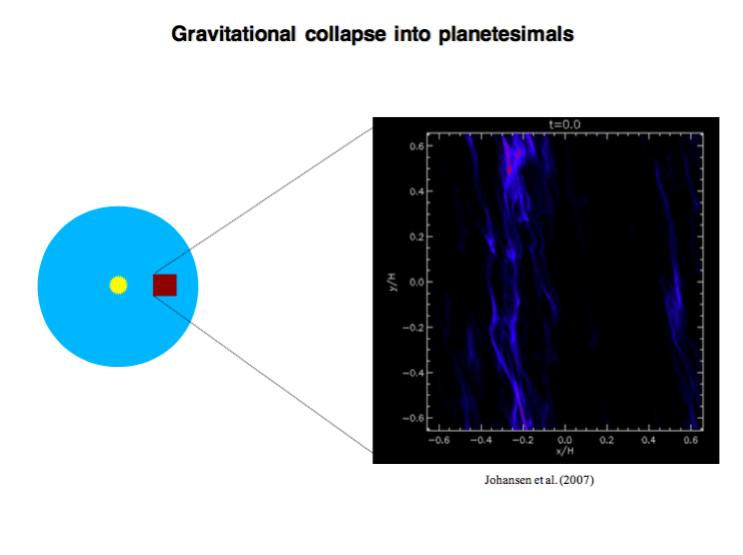 Gravitational collapse into planetesimals
t=0.0
0.6
0.4
0.2
0.0
−0.2
−0.4
−0.6
y/H
−0.6 −0.4 −0.2 0.0 0.2 0.4 0.6
x/H
Johansen et al. (2007)